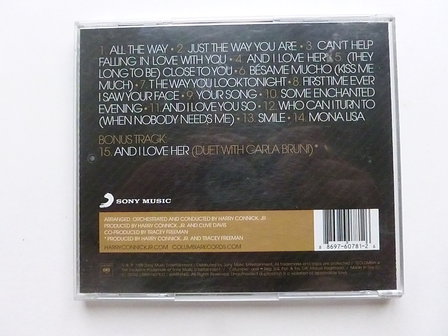 1 ALL THE WAY • 2 JUST THE WAY YOU ARE • 3 CAN'T HELP
FALLING IN LOVE WITH YOU • 4 AND I LOVE HER • 5 (THEY
LONG TO BE) CLOSE TO YOU • 6 BÉSAME MUCHO (KISS ME
MUCH) • 7 THE WAY YOU LOOK TONIGHT • 8 FIRST TIME EVER
I SAW YOUR FACE • 9 YOUR SONG • 10 SOME ENCHANTED
EVENING • 11 AND I LOVE YOU SO • 12 WHO CAN I TURN TO
(WHEN NOBODY NEEDS ME) • 13 SMILE • 14 MONA LISA
BONUS TRACK:
15 AND I LOVE HER (DUET WITH CARLA BRUNI)*
SONY MUSIC
ARRANGED, ORCHESTRATED AND CONDUCTED BY HARRY CONNICK, JR.
PRODUCED BY HARRY CONNICK, JR. AND CLIVE DAVIS
CO-PRODUCED BY TRACEY FREEMAN
* PRODUCED BY HARRY CONNICK, JR. AND TRACEY FREEMAN
HARRYCONNICKJR.COM COLUMBIARECORDS.COM
8 8697-60781-2 6